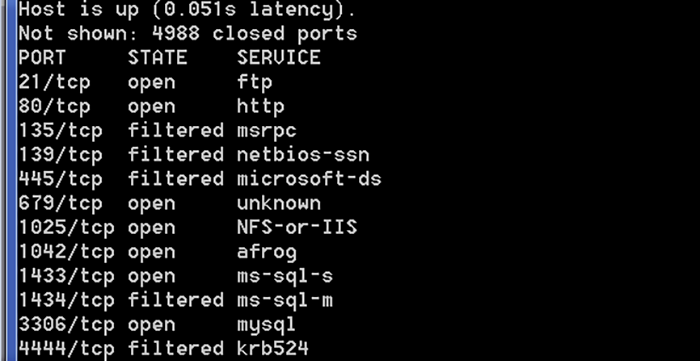 Host is up (0.051s latency).
Not shown: 4988 closed ports
PORT STATE SERVICE
21/tcp open ftp
80/tcp open http
135/tcp filtered msrpc
139/tcp filtered netbios-ssn
445/tcp filtered microsoft-ds
679/tcp open unknown
1025/tcp open NFS-or-IIS
1042/tcp open afrog
1433/tcp open ms-sql-s
1434/tcp filtered ms-sql-m
3306/tcp open mysql
4444/tcp filtered krb524